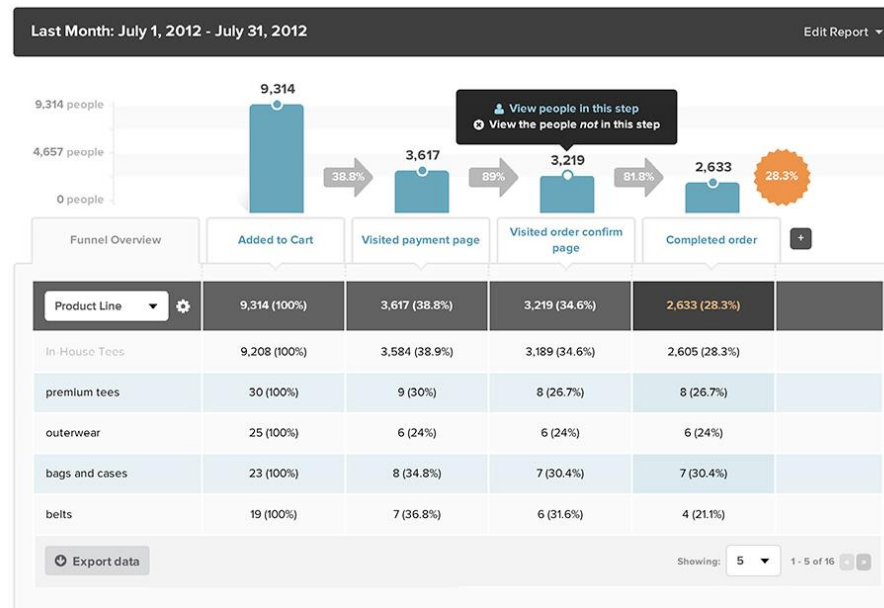 Last Month: July 1, 2012 - July 31, 2012
Edit Report
9,314
9,314 people
View people in this step
View the people not in this step
4,657 people
3,617
3,219
2,633
38.8%
89%
81.8%
28.3%
0 people
Funnel Overview
Added to Cart
Visited payment page
Visited order confirm
page
Completed order
+
Product Line
9,314 (100%)
3,617 (38.8%)
3,219 (34.6%)
2,633 (28.3%)
In-House Tees
9,208 (100%)
3,584 (38.9%)
3,189 (34.6%)
2,605 (28.3%)
premium tees
30 (100%)
9 (30%)
8 (26.7%)
8 (26.7%)
outerwear
25 (100%)
6 (24%)
6 (24%)
6 (24%)
bags and cases
23 (100%)
8 (34.8%)
7 (30.4%)
7 (30.4%)
belts
19 (100%)
7 (36.8%)
6 (31.6%)
4 (21.1%)
Export data
Showing:
5
1 - 5 of 16